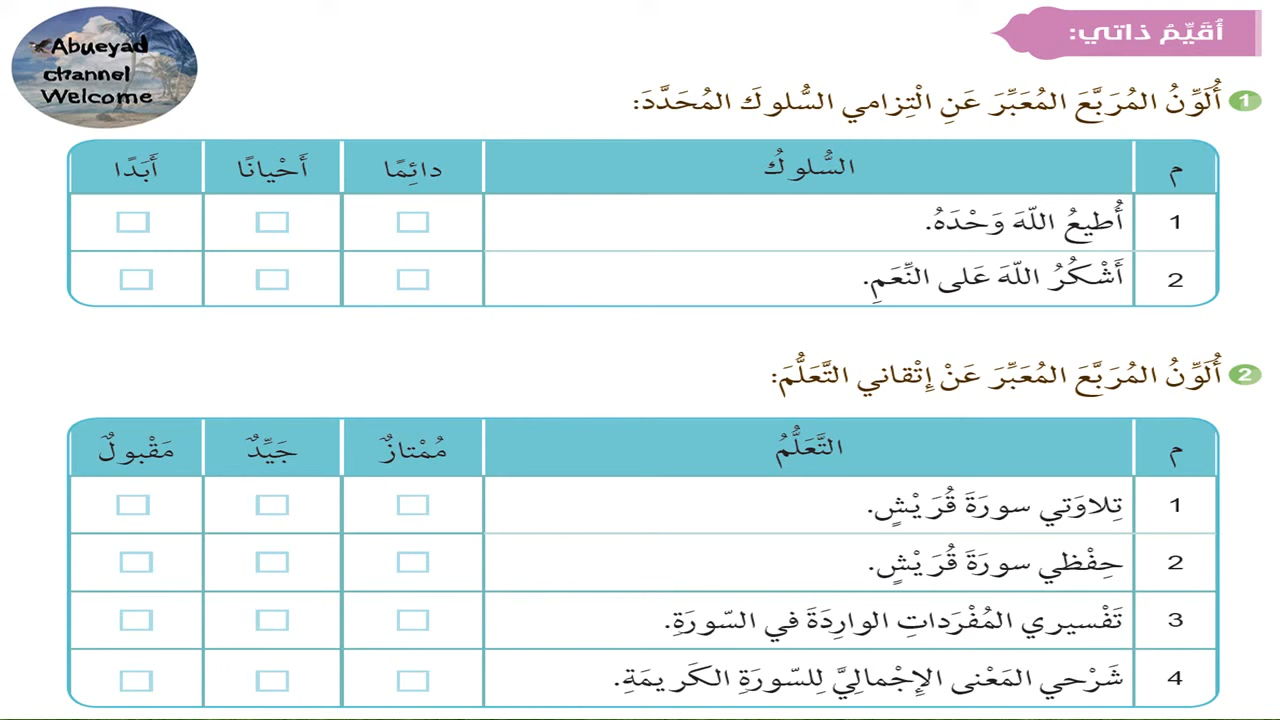 Abueyad
channel
Welcome
أُقَيِّمُ ذاتي:
1 أُلَوِّنُ المُرَبَّعَ المُعَبِّرَ عَنِ الْتِزامي السُّلوكَ المُحَدَّدَ:
م السُّلوكُ دائِمًا أَحْيانًا أَبَدًا
1 أُطيعُ اللّهَ وَحْدَهُ.
2 أَشْكُرُ اللّهَ عَلى النِّعَمِ.
2 أُلَوِّنُ المُرَبَّعَ المُعَبِّرَ عَنْ إِتْقاني التَّعَلُّمَ:
م التَّعَلُّمُ مُمْتازٌ جَيِّدٌ مَقْبولٌ
1 تِلاوَتي سورَةَ قُرَيْشٍ.
2 حِفْظي سورَةَ قُرَيْشٍ.
3 تَفْسيري المُفْرَداتِ الوارِدَةَ في السّورَةِ.
4 شَرْحي المَعْنى الإِجْمالِيَّ لِلسّورَةِ الكَريمَةِ.